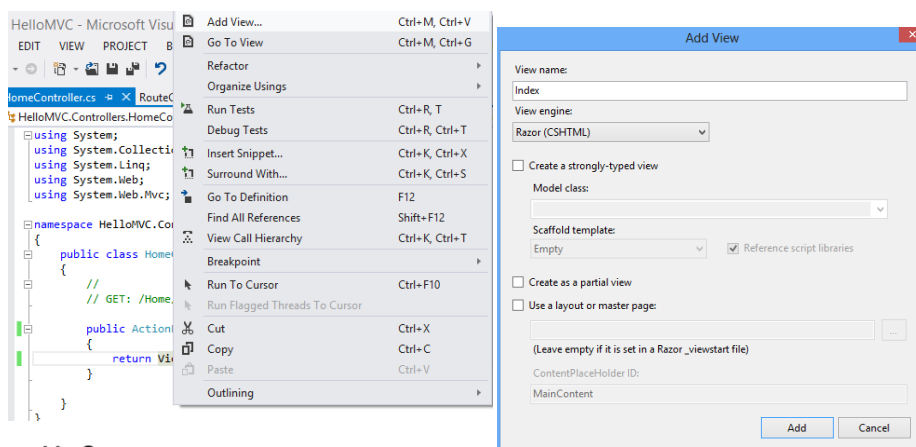 HelloMVC - Microsoft Visu
EDIT VIEW PROJECT B
HomeController.cs RouteC
HelloMVC.Controllers.HomeCo
using System;
using System.Collecti
using System.Linq;
using System.Web;
using System.Web.Mvc;
namespace HelloMVC.Con
{
public class Home
{
//
// GET: /Home
public Action
{
return Vi
}
}
}
Add View... Ctrl+M, Ctrl+V
Go To View Ctrl+M, Ctrl+G
Refactor
Organize Usings
Run Tests Ctrl+R, T
Debug Tests Ctrl+R, Ctrl+T
Insert Snippet... Ctrl+K, Ctrl+X
Surround With... Ctrl+K, Ctrl+S
Go To Definition F12
Find All References Shift+F12
View Call Hierarchy Ctrl+K, Ctrl+T
Breakpoint
Run To Cursor Ctrl+F10
Run Flagged Threads To Cursor
Cut Ctrl+X
Copy Ctrl+C
Paste Ctrl+V
Outlining
Add View
View name:
Index
View engine:
Razor (CSHTML)
Create a strongly-typed view
Model class:
Scaffold template:
Empty Reference script libraries
Create as a partial view
Use a layout or master page:
...
(Leave empty if it is set in a Razor _viewstart file)
ContentPlaceHolder ID:
MainContent
Add Cancel